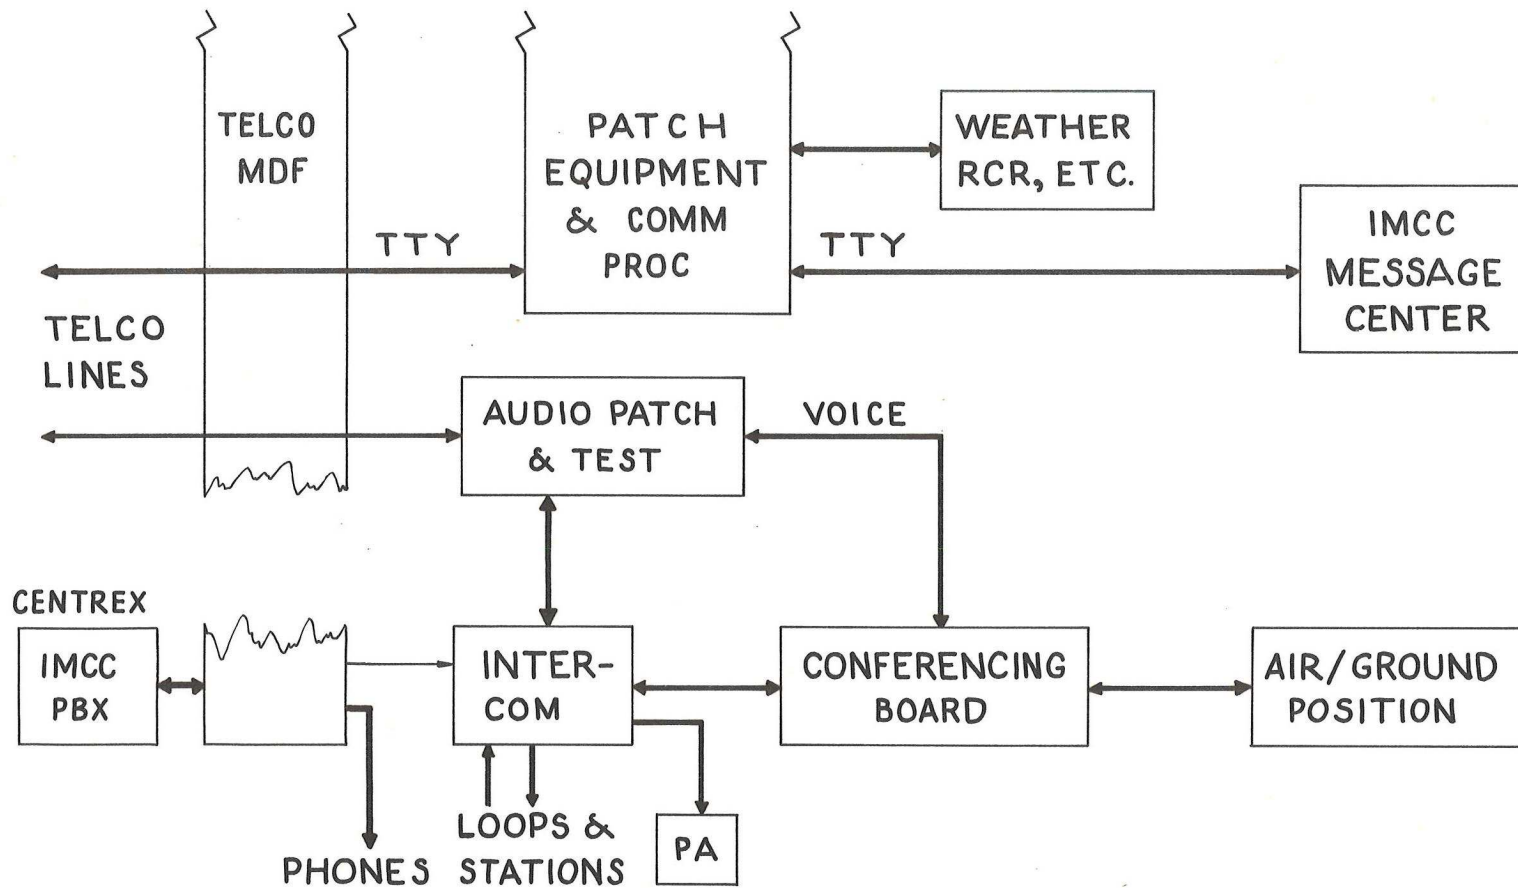 TELCO
MDF
PATCH
EQUIPMENT
& COMM
PROC
WEATHER
RCR, ETC.
IMCC
MESSAGE
CENTER
TTY
TTY
TELCO
LINES
AUDIO PATCH
& TEST
VOICE
CENTREX
IMCC
PBX
INTER-
COM
CONFERENCING
BOARD
AIR/GROUND
POSITION
PHONES
LOOPS &
STATIONS
PA